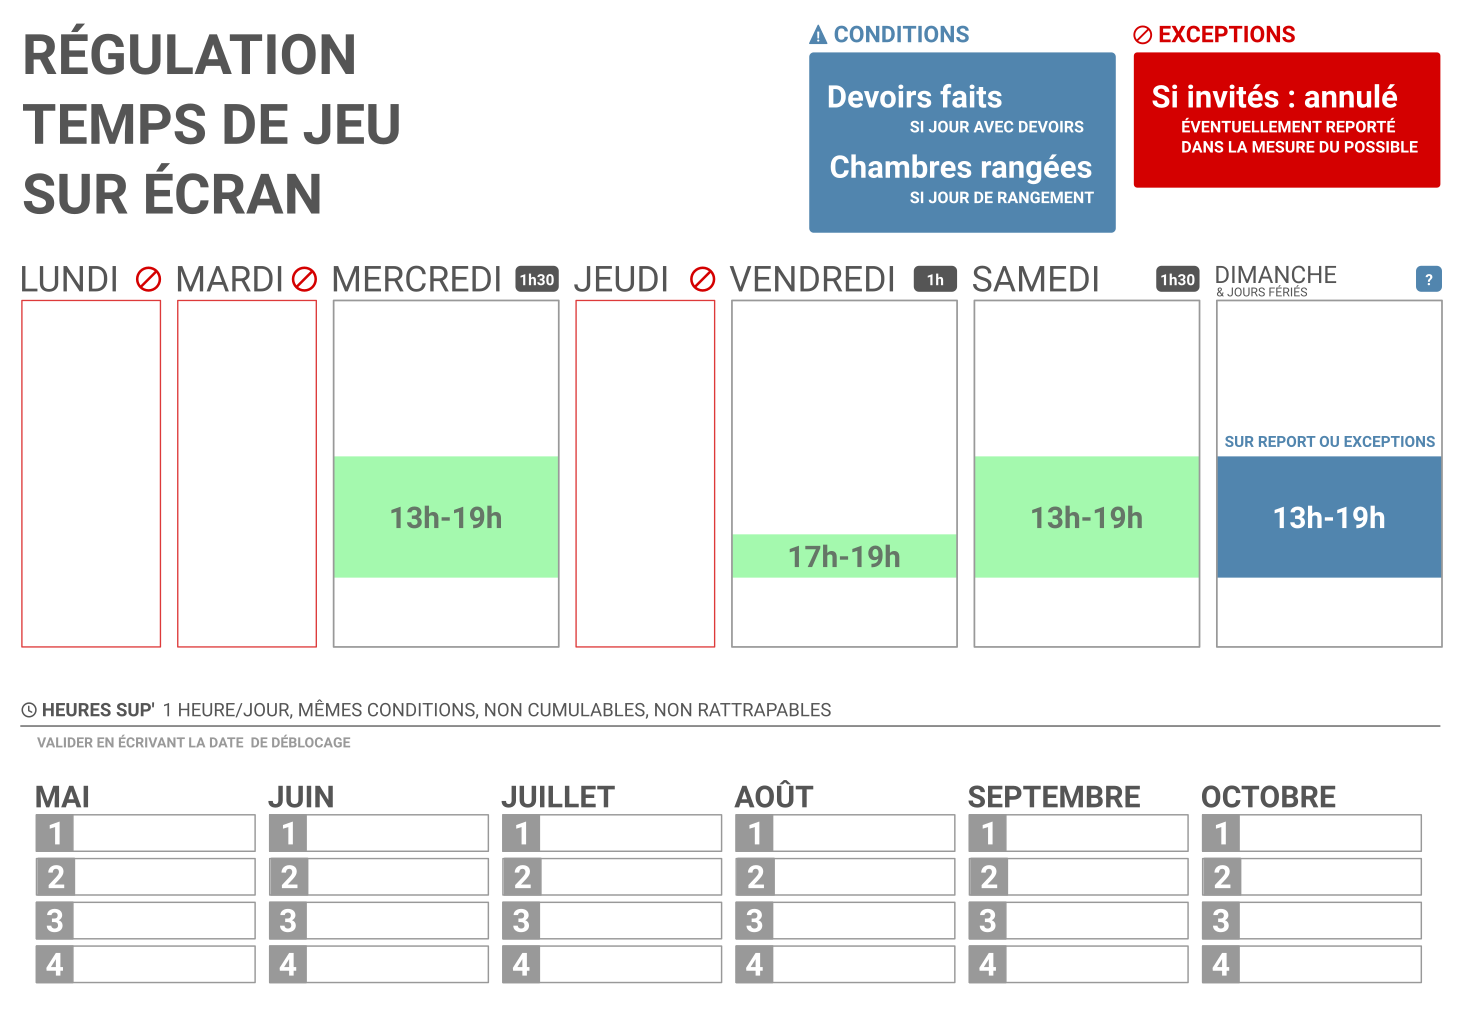 RÉGULATION
TEMPS DE JEU
SUR ÉCRAN
CONDITIONS
Devoirs faits
SI JOUR AVEC DEVOIRS
Chambres rangées
SI JOUR DE RANGEMENT
EXCEPTIONS
Si invités : annulé
ÉVENTUELLEMENT REPORTÉ
DANS LA MESURE DU POSSIBLE
LUNDI
MARDI
MERCREDI 1h30
13h-19h
JEUDI
VENDREDI 1h
17h-19h
SAMEDI 1h30
13h-19h
DIMANCHE ?
& JOURS FÉRIÉS
SUR REPORT OU EXCEPTIONS
13h-19h
HEURES SUP' 1 HEURE/JOUR, MÊMES CONDITIONS, NON CUMULABLES, NON RATTRAPABLES
VALIDER EN ÉCRIVANT LA DATE DE DÉBLOCAGE
MAI
1
2
3
4
JUIN
1
2
3
4
JUILLET
1
2
3
4
AOÛT
1
2
3
4
SEPTEMBRE
1
2
3
4
OCTOBRE
1
2
3
4